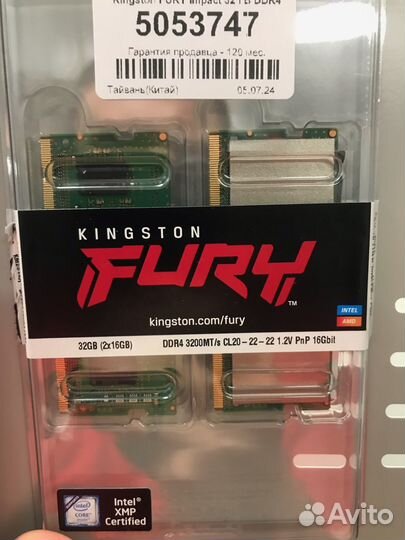 Kingston FURY Impact 32 ГБ DDR4
5053747
Гарантия продавца - 120 мес.
Тайвань(Китай) 05.07.24
KINGSTON
FURY™
kingston.com/fury
INTEL
AMD
32GB (2x16GB) DDR4 3200MT/s CL20-22-22 1.2V PnP 16Gbit
intel
CORE
Intel®
XMP
Certified
Avito